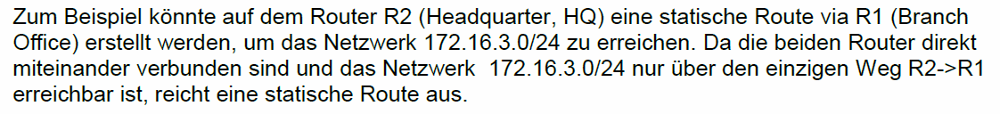 Zum Beispiel könnte auf dem Router R2 (Headquarter, HQ) eine statische Route via R1 (Branch
Office) erstellt werden, um das Netzwerk 172.16.3.0/24 zu erreichen. Da die beiden Router direkt
miteinander verbunden sind und das Netzwerk  172.16.3.0/24 nur über den einzigen Weg R2->R1
erreichbar ist, reicht eine statische Route aus.